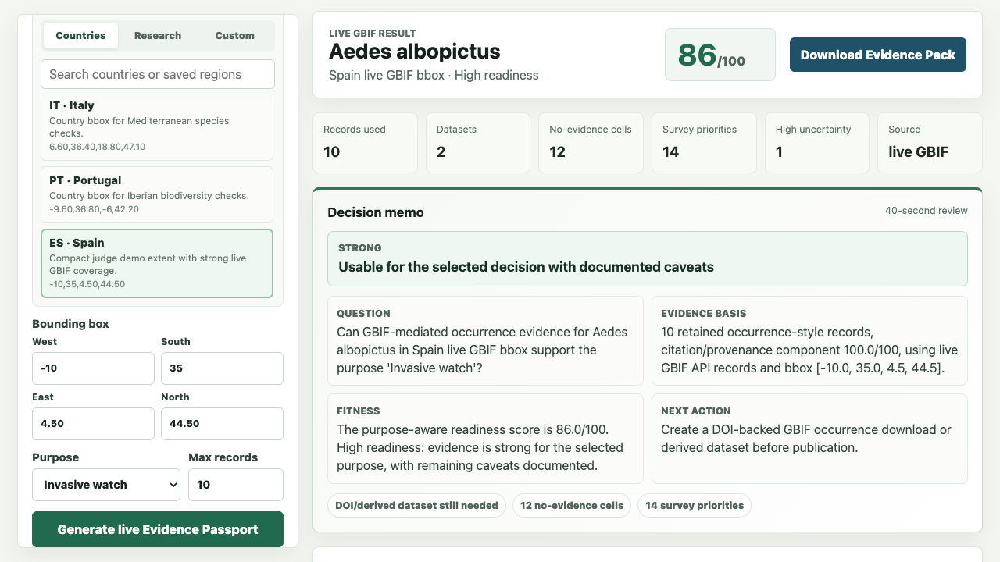 Countries
Research
Custom
Search countries or saved regions
IT · Italy
Country bbox for Mediterranean species
checks.
6.60,36.40,18.80,47.10
PT · Portugal
Country bbox for Iberian biodiversity checks.
-9.60,36.80,-6,42.20
ES · Spain
Compact judge demo extent with strong live
GBIF coverage.
-10,35,4.50,44.50
Bounding box
West
South
-10
35
East
North
4.50
44.50
Purpose
Max records
Invasive watch
10
Generate live Evidence Passport
LIVE GBIF RESULT
Aedes albopictus
Spain live GBIF bbox · High readiness
86/100
Download Evidence Pack
Records used
10
Datasets
2
No-evidence cells
12
Survey priorities
14
High uncertainty
1
Source
live GBIF
Decision memo
40-second review
STRONG
Usable for the selected decision with documented caveats
QUESTION
Can GBIF-mediated occurrence evidence for Aedes
albopictus in Spain live GBIF bbox support the
purpose 'Invasive watch'?
EVIDENCE BASIS
10 retained occurrence-style records,
citation/provenance component 100.0/100, using live
GBIF API records and bbox [-10.0, 35.0, 4.5, 44.5].
FITNESS
The purpose-aware readiness score is 86.0/100.
High readiness: evidence is strong for the selected
purpose, with remaining caveats documented.
NEXT ACTION
Create a DOI-backed GBIF occurrence download or
derived dataset before publication.
DOI/derived dataset still needed
12 no-evidence cells
14 survey priorities